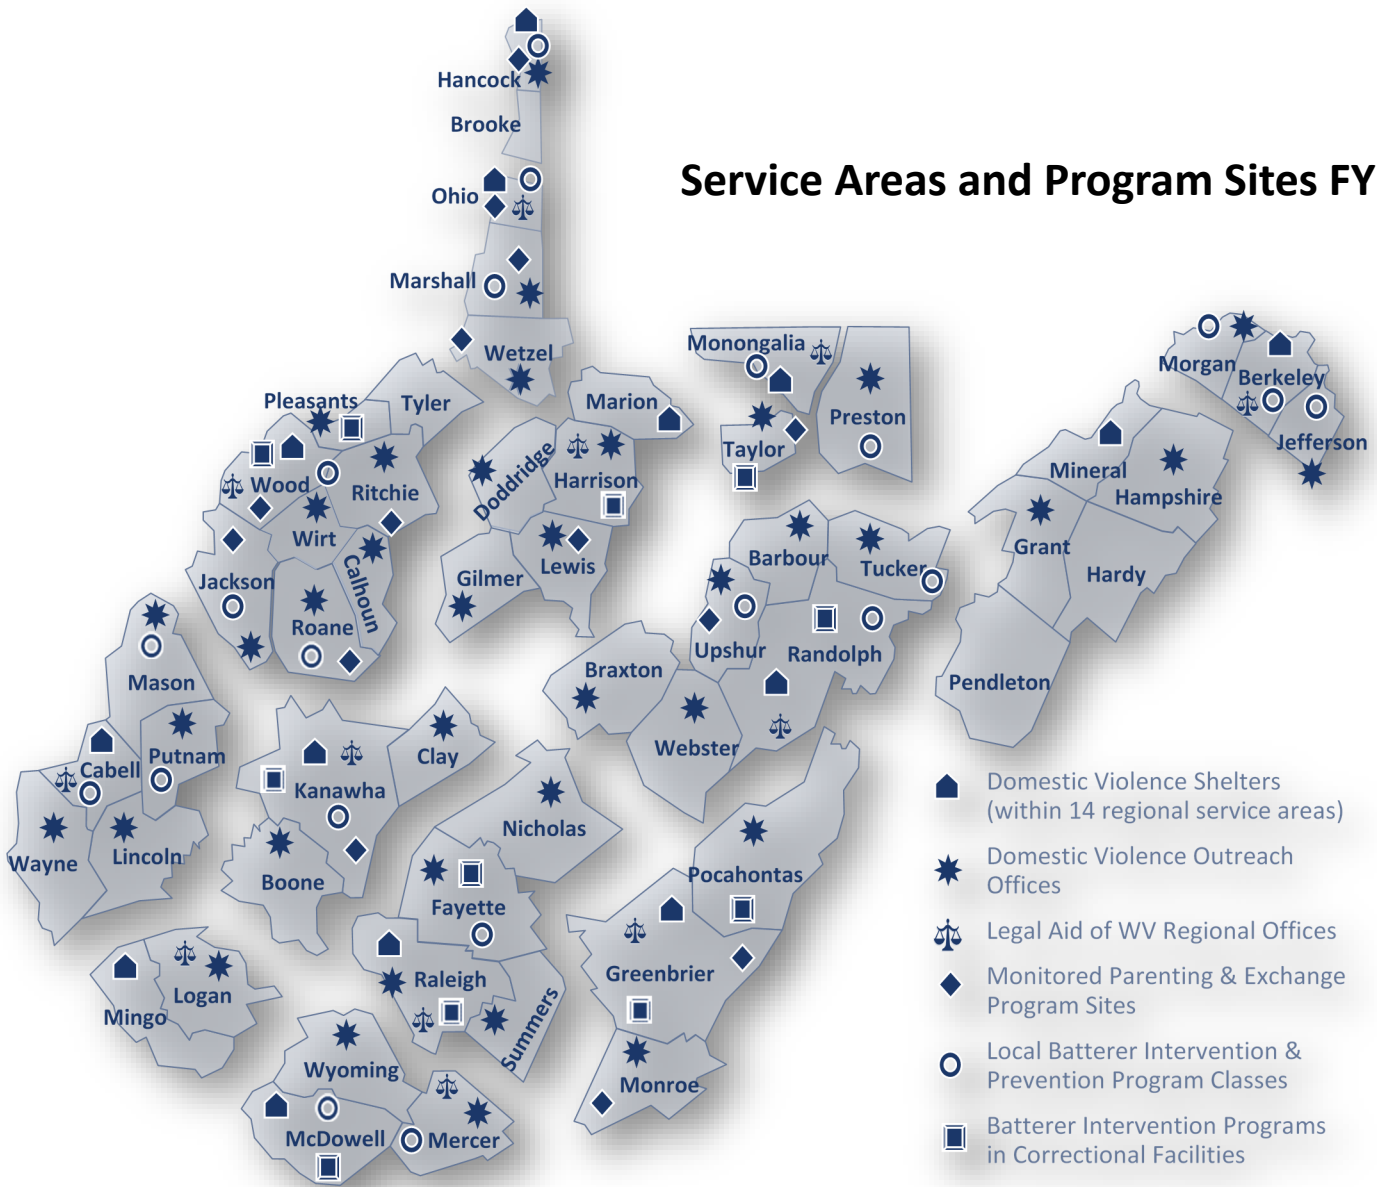 Hancock
Brooke
Service Areas and Program Sites FY
Ohio
Marshall
Wetzel
Monongalia
Morgan
Berkeley
Pleasants
Tyler
Marion
Preston
Jefferson
Taylor
Doddridge
Harrison
Mineral
Hampshire
Wood
Ritchie
Wirt
Grant
Barbour
Tucker
Lewis
Hardy
Gilmer
Jackson
Calhoun
Roane
Upshur
Randolph
Braxton
Mason
Pendleton
Webster
Putnam
Clay
Cabell
Kanawha
Domestic Violence Shelters
(within 14 regional service areas)
Nicholas
Wayne
Lincoln
Boone
Domestic Violence Outreach
Offices
Pocahontas
Fayette
Legal Aid of WV Regional Offices
Greenbrier
Raleigh
Monitored Parenting & Exchange
Program Sites
Logan
Mingo
Summers
Local Batterer Intervention &
Prevention Program Classes
Wyoming
Monroe
McDowell
Mercer
Batterer Intervention Programs
in Correctional Facilities